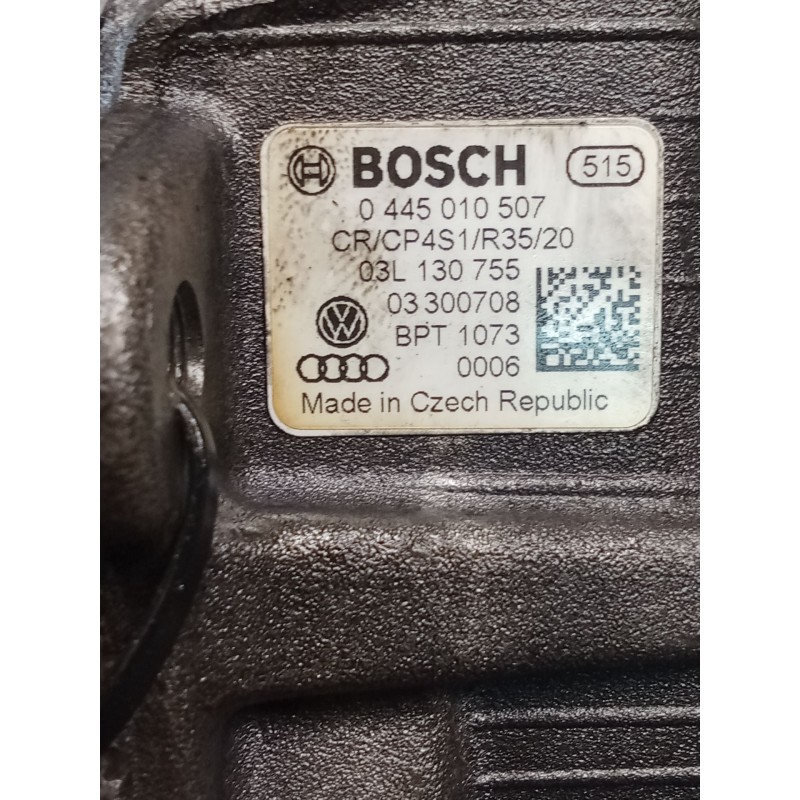 BOSCH 515
0 445 010 507
CR/CP4S1/R35/20
03L 130 755
03 300708
BPT 1073
0006
Made in Czech Republic